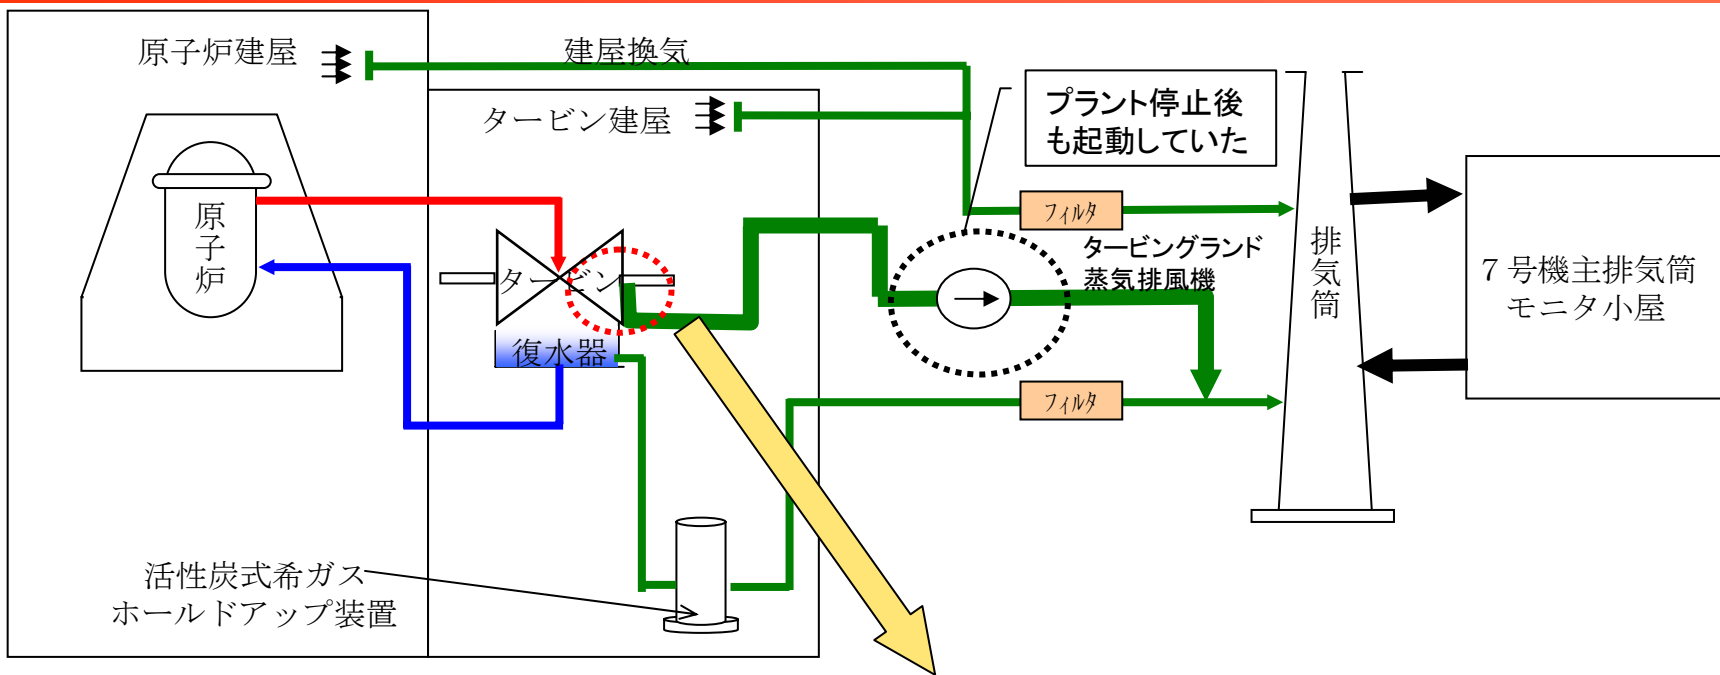 原子炉建屋
建屋換気
タービン建屋
プラント停止後
も起動していた
原
子
炉
タービン
復水器
フィルタ
タービングランド
蒸気排風機
フィルタ
排
気
筒
７号機主排気筒
モニタ小屋
活性炭式希ガス
ホールドアップ装置